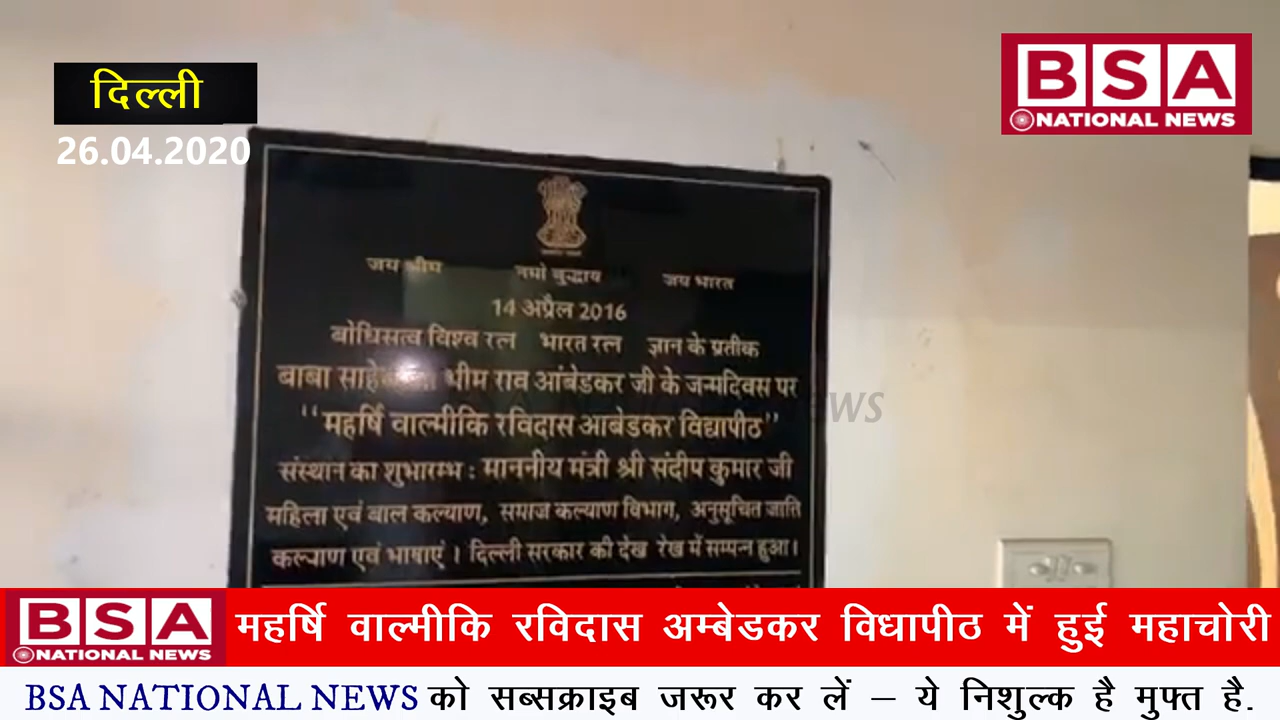 दिल्ली
26.04.2020
BSA
NATIONAL NEWS
जय भीम नमो बुद्धाय जय भारत
14 अप्रैल 2016
बोधिसत्व विश्व रत्न भारत रत्न ज्ञान के प्रतीक
बाबा भीम राव आंबेडकर जी के जन्मदिवस पर
“महर्षि वाल्मीकि रविदास आबेडकर विद्यापीठ”
संस्थान का शुभारम्भ : माननीय मंत्री श्री संदीप कुमार जी
महिला एवं बाल कल्याण, समाज कल्याण विभाग, अनुसूचित जाति
कल्याण एवं भाषाएं । दिल्ली सरकार की देख रेख में सम्पन्न हुआ।
NEWS
BSA
NATIONAL NEWS
महर्षि वाल्मीकि रविदास अम्बेडकर विधापीठ में हुई महाचोरी
BSA NATIONAL NEWS को सब्सक्राइब जरूर कर लें – ये निशुल्क है मुफ्त है.